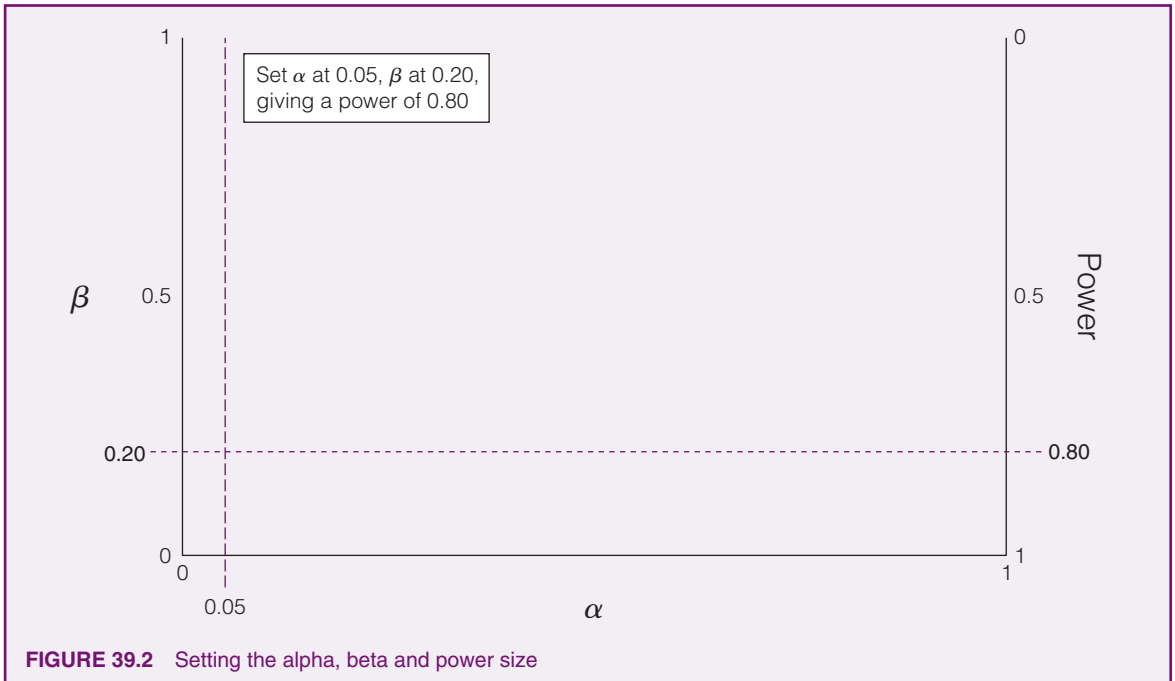 1
0
Set α at 0.05, β at 0.20,
giving a power of 0.80
β
0.5
0.5
Power
0.20
0.80
0
1
0
1
0.05
α
FIGURE 39.2 Setting the alpha, beta and power size